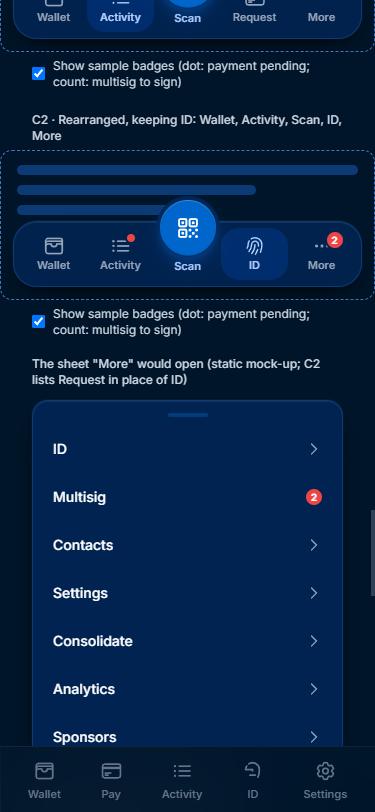 Wallet Activity Scan Request More
Show sample badges (dot: payment pending;
count: multisig to sign)
C2 · Rearranged, keeping ID: Wallet, Activity, Scan, ID,
More
Wallet Activity Scan ID More
2
Show sample badges (dot: payment pending;
count: multisig to sign)
The sheet "More" would open (static mock-up; C2
lists Request in place of ID)
ID
Multisig 2
Contacts
Settings
Consolidate
Analytics
Sponsors
Wallet Pay Activity ID Settings